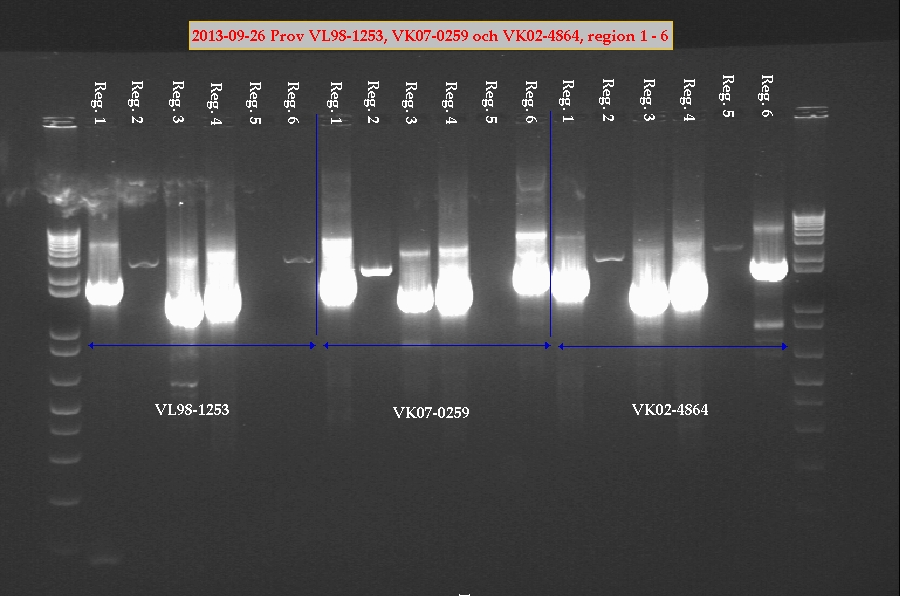 2013-09-26 Prov VL98-1253, VK07-0259 och VK02-4864, region 1 - 6
Reg. 1
Reg. 2
Reg. 3
Reg. 4
Reg. 5
Reg. 6
Reg. 1
Reg. 2
Reg. 3
Reg. 4
Reg. 5
Reg. 6
Reg. 1
Reg. 2
Reg. 3
Reg. 4
Reg. 5
Reg. 6
VL98-1253
VK07-0259
VK02-4864